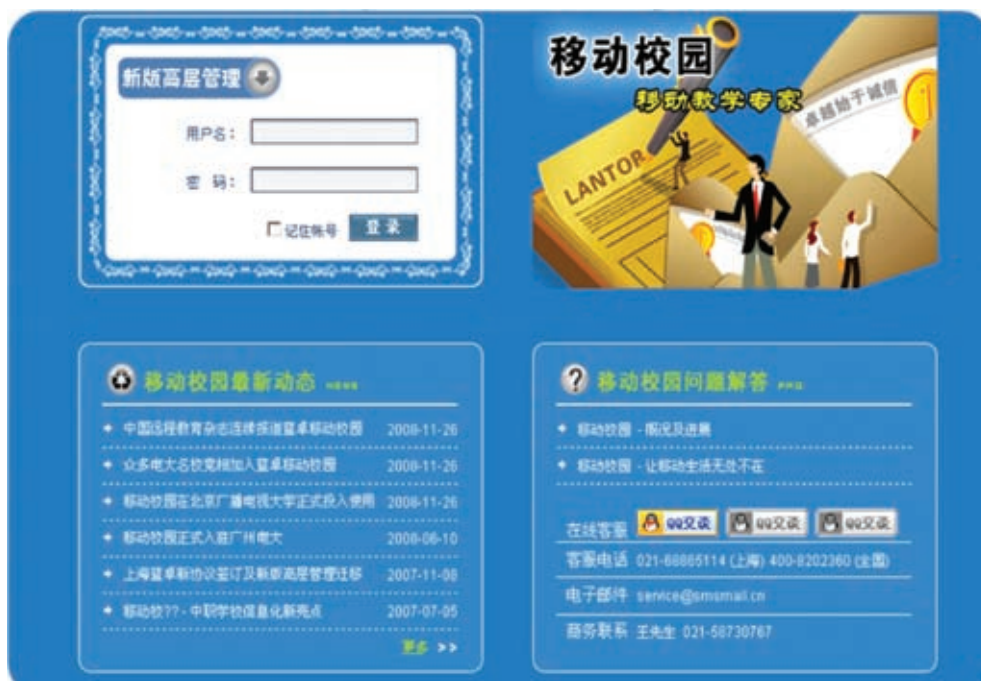 新版高层管理
用户名：
密 码：
记住帐号 登 录
移动校园
移动教学专家
卓越始于诚信
LANTOR
移动校园最新动态 NEWS
中国远程教育杂志连续报道蓝卓移动校园 2008-11-26
众多电大名校竞相加入蓝卓移动校园 2008-11-26
移动校园在北京广播电视大学正式投入使用 2008-11-26
移动校园正式入驻广州电大 2008-06-10
上海蓝卓新协议签订及新版高层管理迁移 2007-11-06
移动校??-中职学校信息化新亮点 2007-07-05
更多 >>
移动校园问题解答
移动校园 - 概况及进展
移动校园 - 让移动生活无处不在
在线客服 QQ交谈 QQ交谈 QQ交谈
客服电话 021-68865114 (上海) 400-8202360 (全国)
电子邮件 service@smsmail.cn
商务联系 王先生 021-58730767